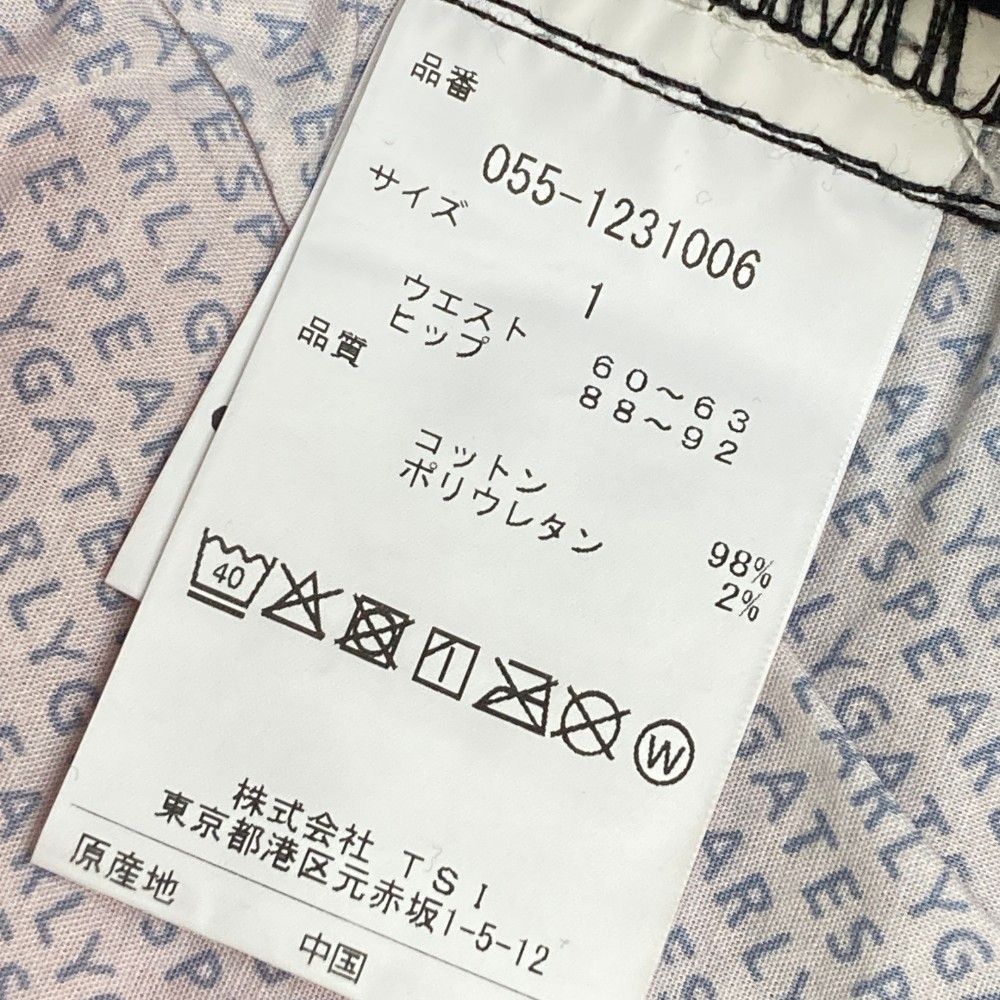 品番
055-1231006
サイズ
1
ウエスト 60～63
ヒップ 88～92
品質
コットン 98%
ポリウレタン 2%
40
W
株式会社 TSI
東京都港区元赤坂1-5-12
原産地
中国
PEARLYGATES